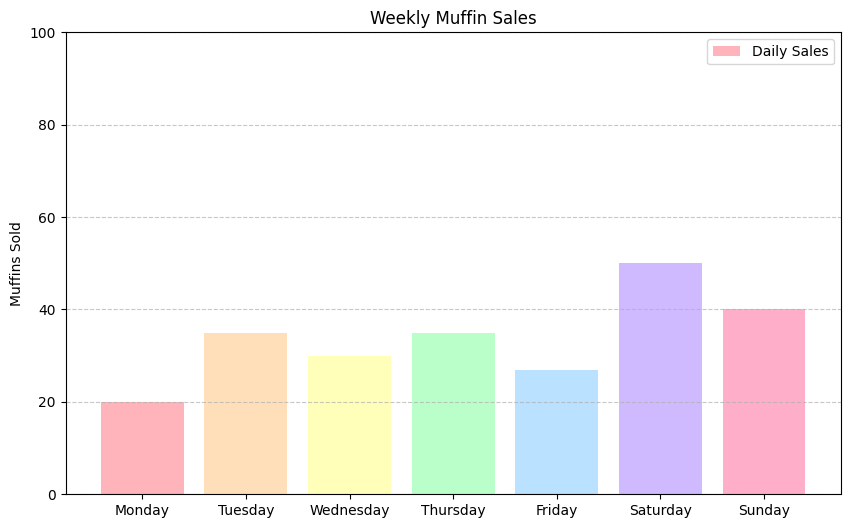 Weekly Muffin Sales
Daily Sales
Muffins Sold
100
80
60
40
20
0
Monday Tuesday Wednesday Thursday Friday Saturday Sunday